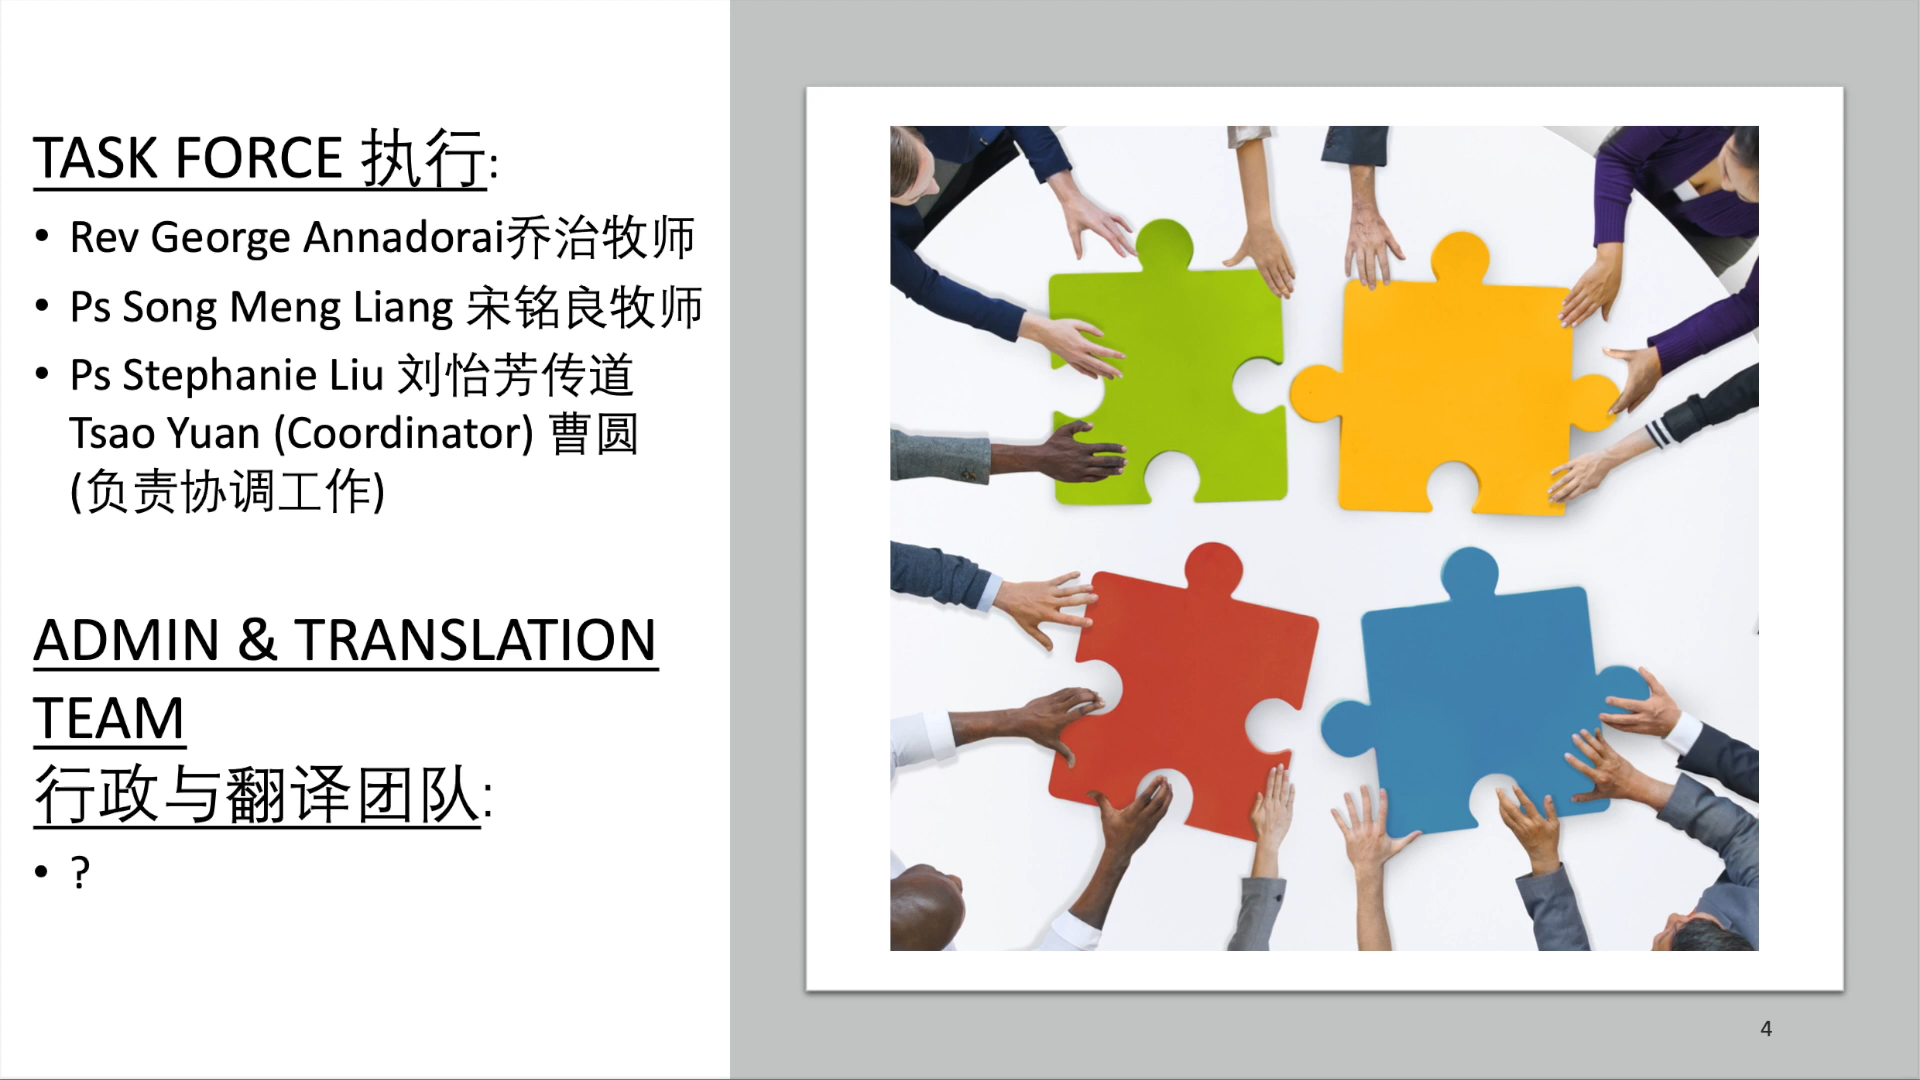 TASK FORCE 执行:
• Rev George Annadorai乔治牧师
• Ps Song Meng Liang 宋铭良牧师
• Ps Stephanie Liu 刘怡芳传道
Tsao Yuan (Coordinator) 曹圆
(负责协调工作)
ADMIN & TRANSLATION
TEAM
行政与翻译团队:
• ?
4